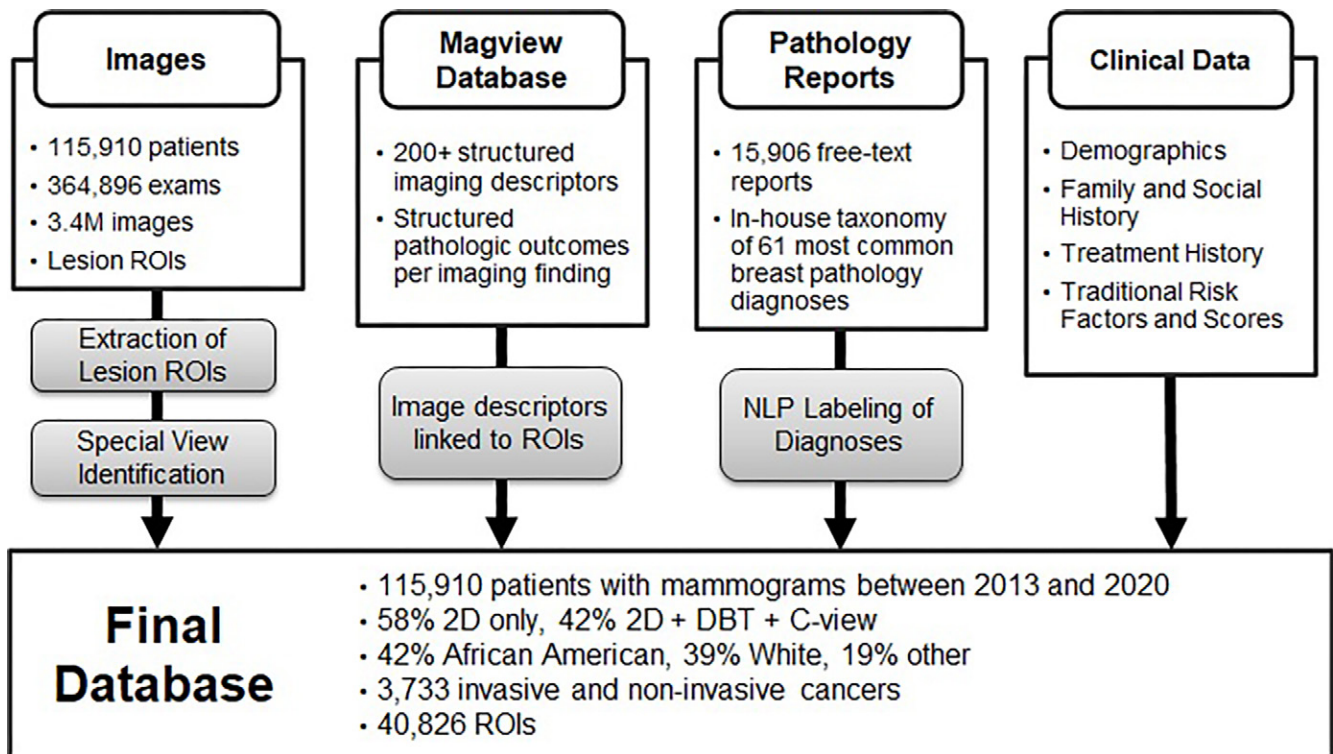 Images
• 115,910 patients
• 364,896 exams
• 3.4M images
• Lesion ROIs
Extraction of
Lesion ROIs
Special View
Identification
Magview
Database
• 200+ structured
imaging descriptors
• Structured
pathologic outcomes
per imaging finding
Image descriptors
linked to ROIs
Pathology
Reports
• 15,906 free-text
reports
• In-house taxonomy
of 61 most common
breast pathology
diagnoses
NLP Labeling of
Diagnoses
Clinical Data
• Demographics
• Family and Social
History
• Treatment History
• Traditional Risk
Factors and Scores
Final
Database
• 115,910 patients with mammograms between 2013 and 2020
• 58% 2D only, 42% 2D + DBT + C-view
• 42% African American, 39% White, 19% other
• 3,733 invasive and non-invasive cancers
• 40,826 ROIs